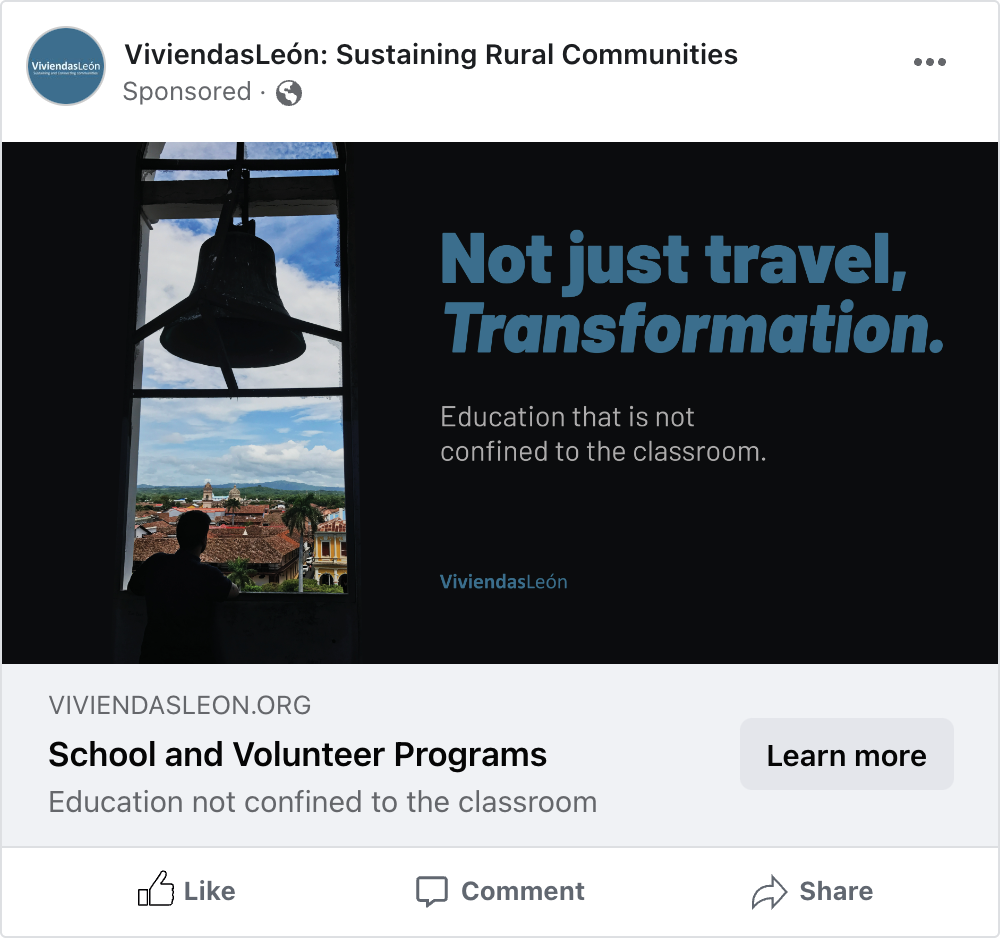 ViviendasLeón
Sustaining and Connecting Communities
ViviendasLeón: Sustaining Rural Communities
Sponsored ·
Not just travel,
Transformation.
Education that is not
confined to the classroom.
ViviendasLeón
VIVIENDASLEON.ORG
School and Volunteer Programs
Learn more
Education not confined to the classroom
Like
Comment
Share